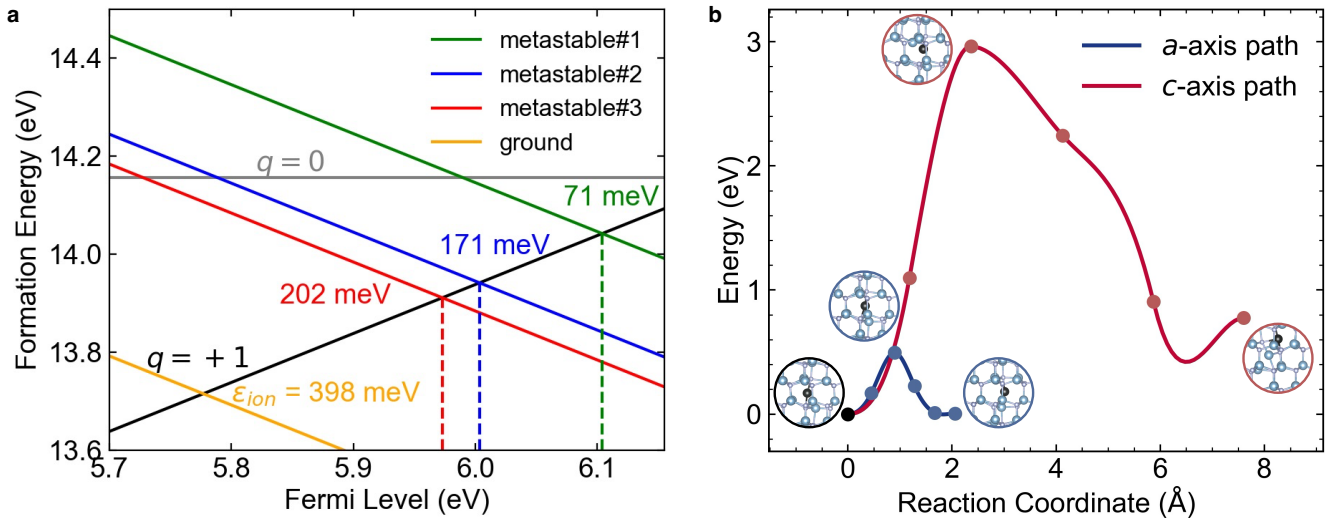 a
Formation Energy (eV)
14.4
14.2
14.0
13.8
13.6
metastable#1
metastable#2
metastable#3
ground
q = 0
71 meV
171 meV
202 meV
q = +1
ε_ion = 398 meV
5.7 5.8 5.9 6.0 6.1
Fermi Level (eV)
b
Energy (eV)
3
2
1
0
a-axis path
c-axis path
0 2 4 6 8
Reaction Coordinate (Å)